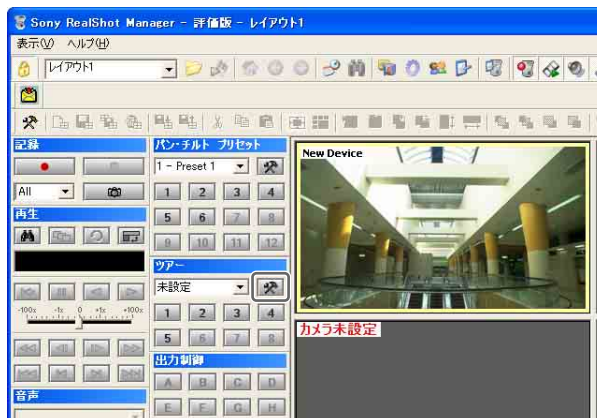 Sony RealShot Manager - 評価版 - レイアウト1
表示(V) ヘルプ(H)
レイアウト1
記録
All
再生
-100x -1x 0 +1x +100x
音声
パン・チルト プリセット
1 - Preset 1
1 2 3 4
5 6 7 8
9 10 11 12
ツアー
未設定
1 2 3 4
5 6 7 8
出力制御
A B C D
E F G H
New Device
カメラ未設定